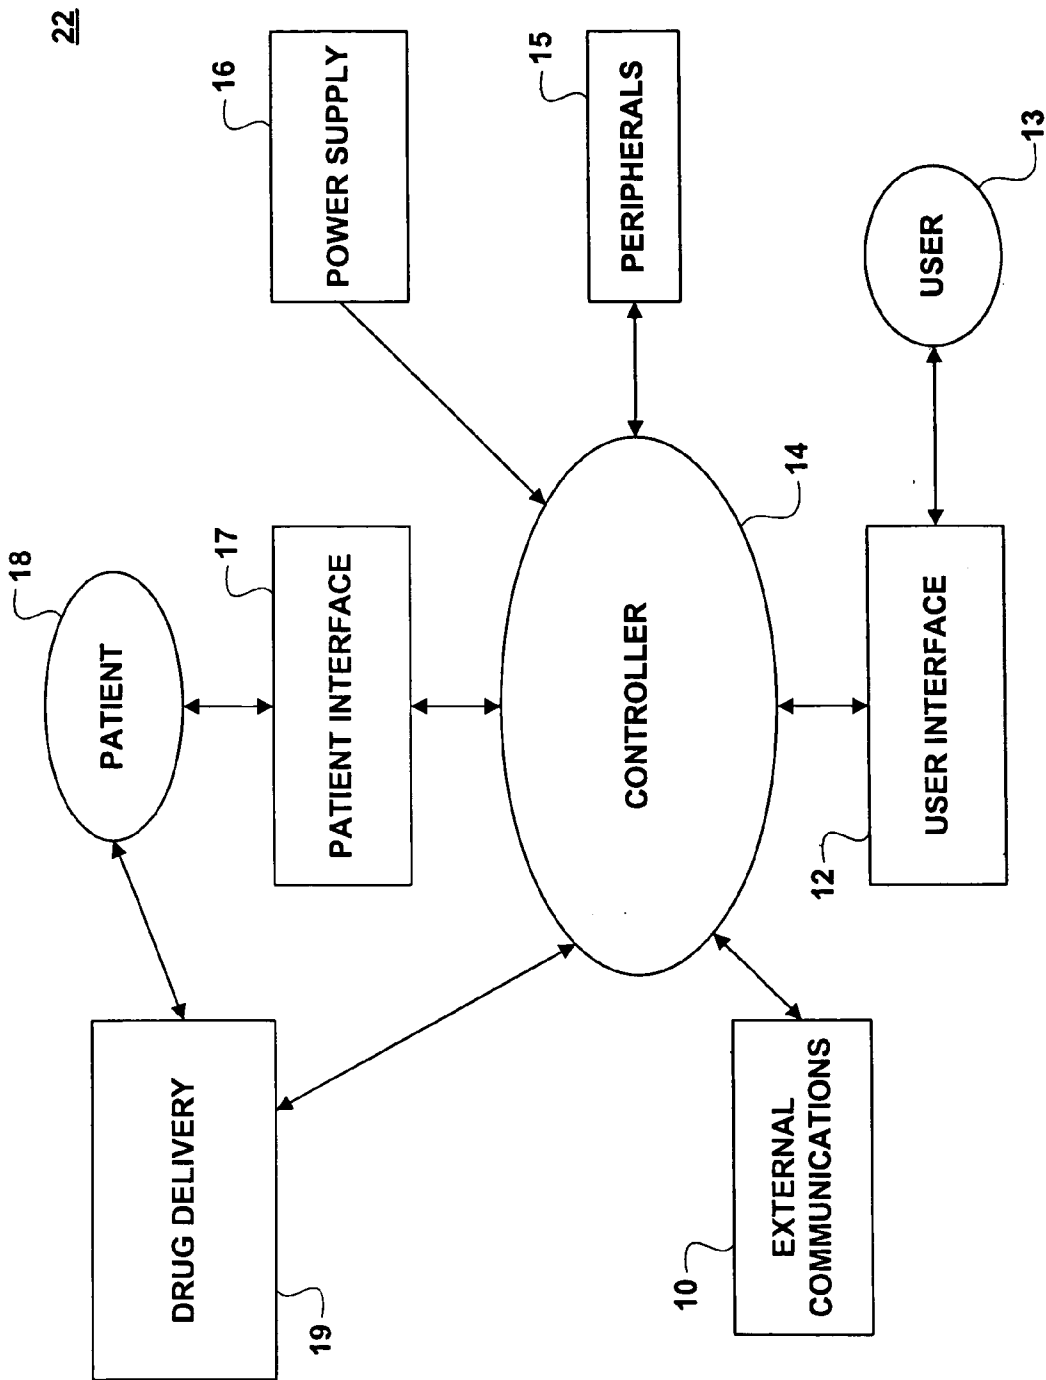 22
18
PATIENT
DRUG DELIVERY
19
17
PATIENT INTERFACE
16
POWER SUPPLY
CONTROLLER
14
15
PERIPHERALS
10
EXTERNAL
COMMUNICATIONS
12
USER INTERFACE
USER
13